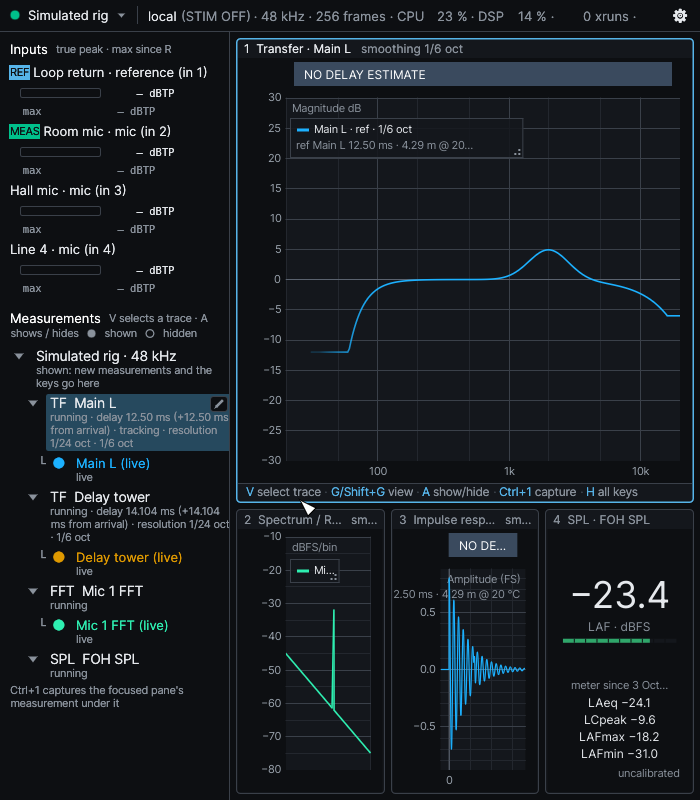 Simulated rig
local (STIM OFF) · 48 kHz · 256 frames · CPU 23 % · DSP 14 % · 0 xruns ·
Inputs true peak · max since R
REF Loop return · reference (in 1)
– dBTP
max – dBTP
MEAS Room mic · mic (in 2)
– dBTP
max – dBTP
Hall mic · mic (in 3)
– dBTP
max – dBTP
Line 4 · mic (in 4)
– dBTP
max – dBTP
Measurements V selects a trace · A
shows / hides shown hidden
Simulated rig · 48 kHz
shown: new measurements and the
keys go here
TF Main L
running · delay 12.50 ms (+12.50 ms
from arrival) · tracking · resolution
1/24 oct · 1/6 oct
Main L (live)
live
TF Delay tower
running · delay 14.104 ms (+14.104
ms from arrival) · resolution 1/24 oct
· 1/6 oct
Delay tower (live)
live
FFT Mic 1 FFT
running
Mic 1 FFT (live)
live
SPL FOH SPL
running
Ctrl+1 captures the focused pane's
measurement under it
1 Transfer · Main L smoothing 1/6 oct
NO DELAY ESTIMATE
Magnitude dB
Main L · ref · 1/6 oct
ref Main L 12.50 ms · 4.29 m @ 20…
30
25
20
15
10
5
0
−5
−10
−15
−20
−25
−30
100 1k 10k
V select trace · G/Shift+G view · A show/hide · Ctrl+1 capture · H all keys
2 Spectrum / R… sm…
dBFS/bin
Mi…
−10
−20
−30
−40
−50
−60
−70
−80
3 Impulse resp… sm…
NO DE…
Amplitude (FS)
2.50 ms · 4.29 m @ 20 °C
0.5
0.0
−0.5
0
4 SPL · FOH SPL
−23.4
LAF · dBFS
meter since 3 Oct…
LAeq −24.1
LCpeak −9.6
LAFmax −18.2
LAFmin −31.0
uncalibrated